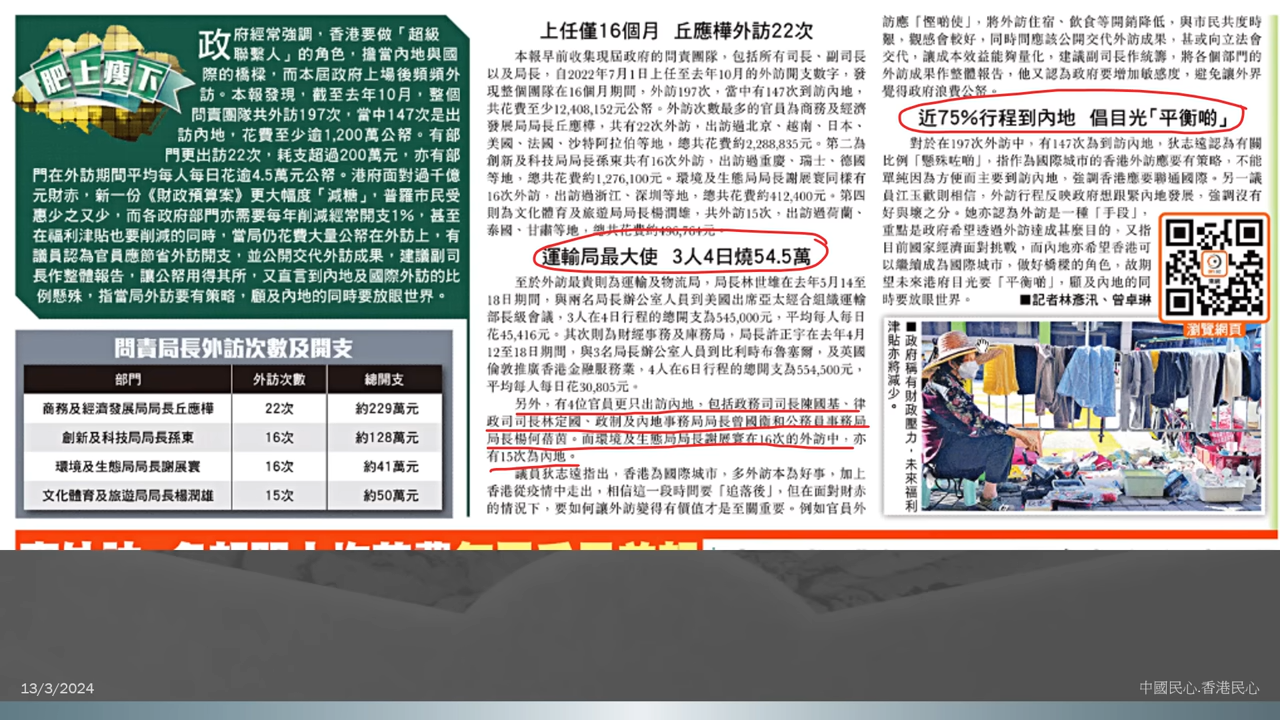 肥上瘦下
政府經常強調，香港要做「超級
聯繫人」的角色，擔當內地與國
際的橋樑，而本屆政府上場後頻頻外
訪。本報發現，截至去年10月，整個
問責團隊共外訪197次，當中147次是出
訪內地，花費至少逾1,200萬公帑。有部
門更出訪22次，耗支超過200萬元，亦有部
門在外訪期間平均每人每日花逾4.5萬元公帑。港府面對過千億
元財赤，新一份《財政預算案》更大幅度「減糖」，普羅市民受
惠少之又少，而各政府部門亦需要每年削減經常開支1%，甚至
在福利津貼也要削減的同時，當局仍花費大量公帑在外訪上，有
議員認為官員應節省外訪開支，並公開交代外訪成果，建議副司
長作整體報告，讓公帑用得其所，又直言到內地及國際外訪的比
例懸殊，指當局外訪要有策略，顧及內地的同時要放眼世界。
問責局長外訪次數及開支
部門 外訪次數 總開支
商務及經濟發展局局長丘應樺 22次 約229萬元
創新及科技局局長孫東 16次 約128萬元
環境及生態局局長謝展寰 16次 約41萬元
文化體育及旅遊局局長楊潤雄 15次 約50萬元
上任僅16個月 丘應樺外訪22次
本報早前收集現屆政府的問責團隊，包括所有司長、副司長
以及局長，自2022年7月1日上任至去年10月的外訪開支數字，發
現整個團隊在16個月期間，外訪197次，當中有147次到訪內地，
共花費至少12,408,152元公帑。外訪次數最多的官員為商務及經濟
發展局局長丘應樺，共有22次外訪，出訪過北京、越南、日本、
美國、法國、沙特阿拉伯等地，總共花費約2,288,835元。第二為
創新及科技局局長孫東共有16次外訪，出訪過重慶、瑞士、德國
等地，總共花費約1,276,100元。環境及生態局局長謝展寰同樣有
16次外訪，出訪過浙江、深圳等地，總共花費約412,400元。第四
則為文化體育及旅遊局局長楊潤雄，共外訪15次，出訪過荷蘭、
泰國、甘肅等地，總共花費約496,764元。
運輸局最大使 3人4日燒54.5萬
至於外訪最貴則為運輸及物流局，局長林世雄在去年5月14至
18日期間，與兩名局長辦公室人員到美國出席亞太經合組織運輸
部長級會議，3人在4日行程的總開支為545,000元，平均每人每日
花45,416元。其次則為財經事務及庫務局，局長許正宇在去年4月
12至18日期間，與3名局長辦公室人員到比利時布魯塞爾，及英國
倫敦推廣香港金融服務業，4人在6日行程的總開支為554,500元，
平均每人每日花30,805元。
另外，有4位官員更只出訪內地，包括政務司司長陳國基、律
政司司長林定國、政制及內地事務局局長曾國衞和公務員事務局
局長楊何蓓茵。而環境及生態局局長謝展寰在16次的外訪中，亦
有15次為內地。
議員狄志遠指出，香港為國際城市，多外訪本為好事，加上
香港從疫情中走出，相信這一段時間要「追落後」，但在面對財赤
的情況下，要如何讓外訪變得有價值才是至關重要。例如官員外
訪應「慳啲使」，將外訪住宿、飲食等開銷降低，與市民共度時
艱，觀感會較好，同時間應該公開交代外訪成果，甚或向立法會
交代，讓成本效益能夠量化，建議副司長作統籌，將各個部門的
外訪成果作整體報告，他又認為政府要增加敏感度，避免讓外界
覺得政府浪費公帑。
近75%行程到內地 倡目光「平衡啲」
對於在197次外訪中，有147次為到訪內地，狄志遠認為有關
比例「懸殊咗啲」，指作為國際城市的香港外訪應要有策略，不能
單純因為方便而主要到訪內地，強調香港應要聯通國際。另一議
員江玉歡則相信，外訪行程反映政府想跟緊內地發展，強調沒有
好與壞之分。她亦認為外訪是一種「手段」，
重點是政府希望透過外訪達成甚麼目的，又指
目前國家經濟面對挑戰，而內地亦希望香港可
以繼續成為國際城市，做好橋樑的角色，故期
望未來港府目光要「平衡啲」，顧及內地的同
時要放眼世界。 ■記者林彥汛、曾卓琳
瀏覽網頁
■政府稱有財政壓力，未來福利
津貼亦將減少。
13/3/2024
中國民心.香港民心